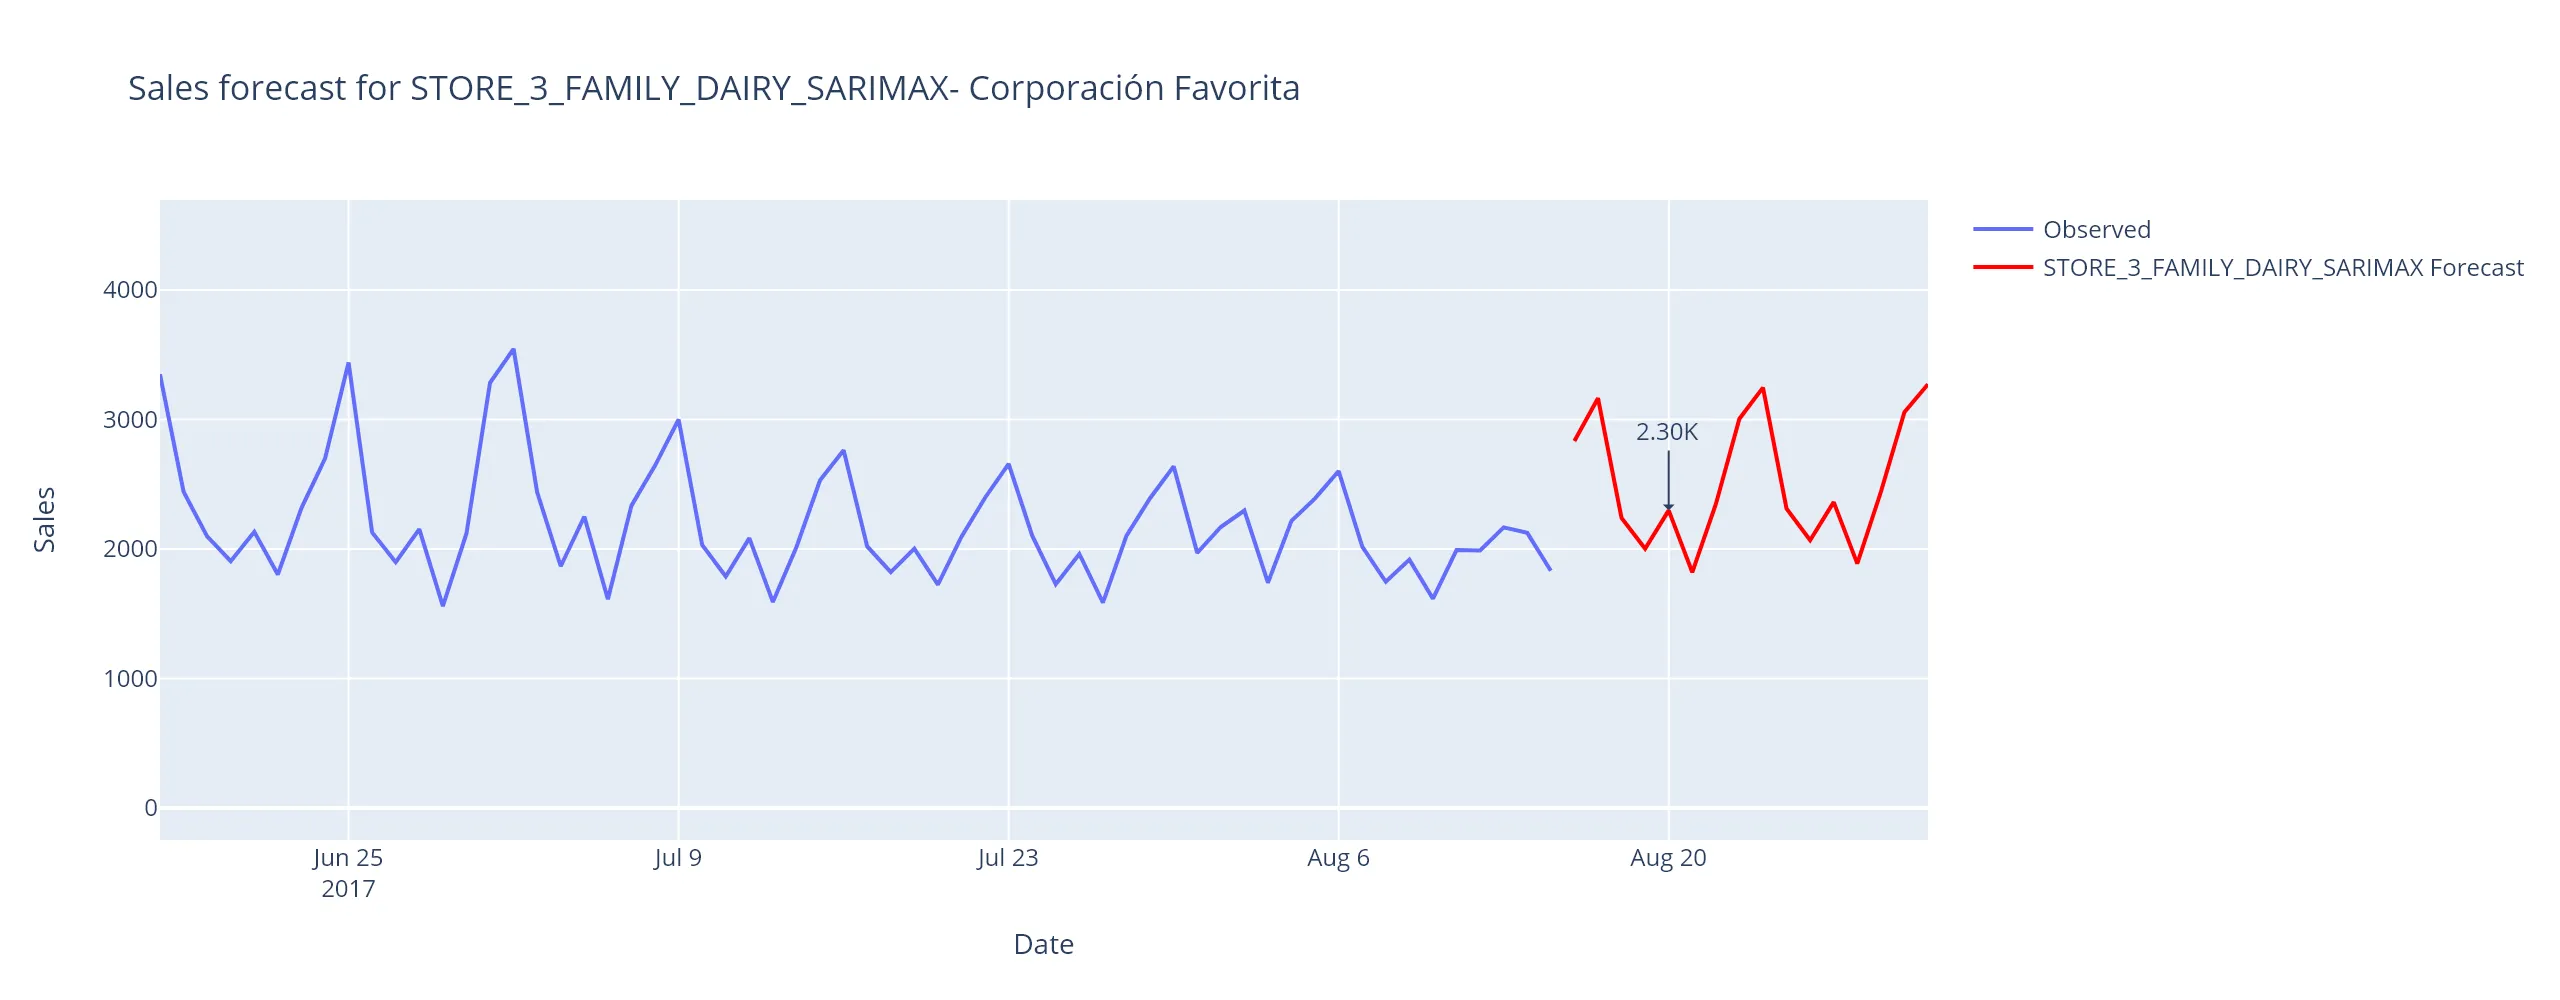 Sales forecast for STORE_3_FAMILY_DAIRY_SARIMAX- Corporación Favorita
Observed
STORE_3_FAMILY_DAIRY_SARIMAX Forecast
Sales
4000
3000
2000
1000
0
2.30K
Jun 25
2017
Jul 9
Jul 23
Aug 6
Aug 20
Date